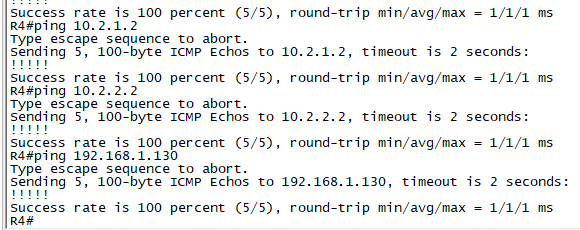 !!!!!
Success rate is 100 percent (5/5), round-trip min/avg/max = 1/1/1 ms
R4#ping 10.2.1.2
Type escape sequence to abort.
Sending 5, 100-byte ICMP Echos to 10.2.1.2, timeout is 2 seconds:
!!!!!
Success rate is 100 percent (5/5), round-trip min/avg/max = 1/1/1 ms
R4#ping 10.2.2.2
Type escape sequence to abort.
Sending 5, 100-byte ICMP Echos to 10.2.2.2, timeout is 2 seconds:
!!!!!
Success rate is 100 percent (5/5), round-trip min/avg/max = 1/1/1 ms
R4#ping 192.168.1.130
Type escape sequence to abort.
Sending 5, 100-byte ICMP Echos to 192.168.1.130, timeout is 2 seconds:
!!!!!
Success rate is 100 percent (5/5), round-trip min/avg/max = 1/1/1 ms
R4#